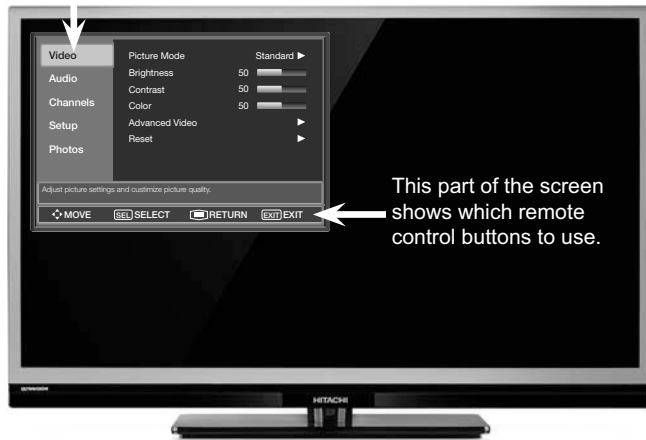 Video
Audio
Channels
Setup
Photos
Picture Mode Standard
Brightness 50
Contrast 50
Color 50
Advanced Video
Reset
Adjust picture settings and custimize picture quality.
MOVE SEL SELECT RETURN EXIT EXIT
This part of the screen
shows which remote
control buttons to use.
ULTRAVISION
HITACHI